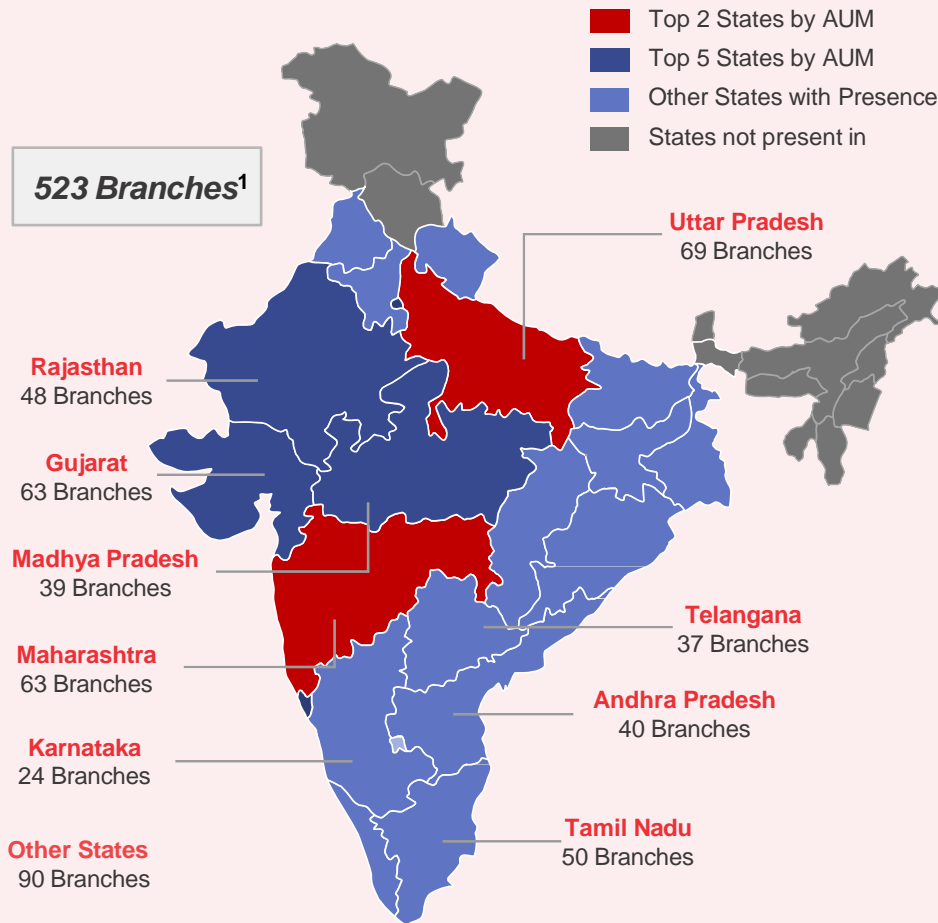 Top 2 States by AUM
Top 5 States by AUM
Other States with Presence
States not present in
523 Branches¹
Uttar Pradesh
69 Branches
Rajasthan
48 Branches
Gujarat
63 Branches
Madhya Pradesh
39 Branches
Telangana
37 Branches
Maharashtra
63 Branches
Andhra Pradesh
40 Branches
Karnataka
24 Branches
Tamil Nadu
50 Branches
Other States
90 Branches